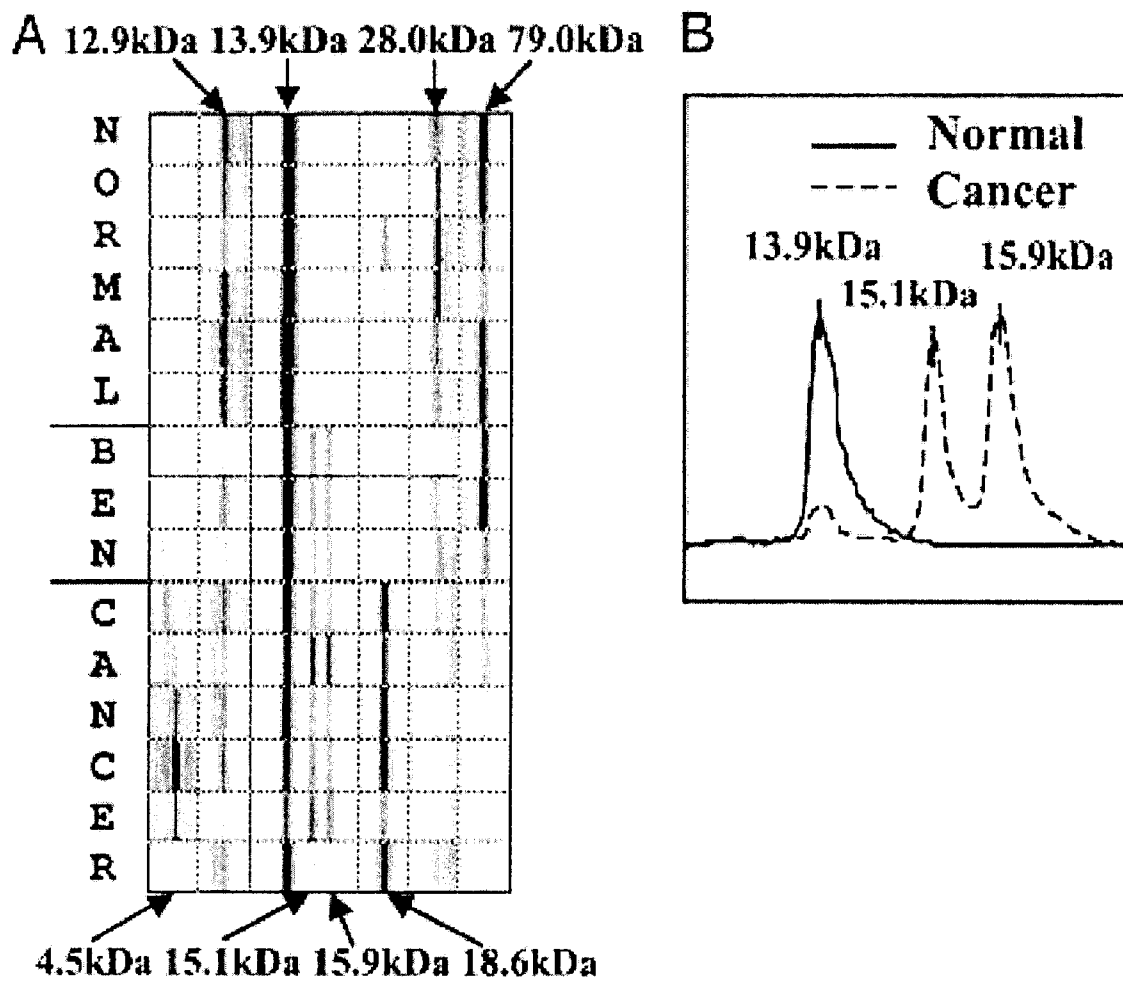 A 12.9kDa 13.9kDa 28.0kDa 79.0kDa
N
O
R
M
A
L
B
E
N
C
A
N
C
E
R
4.5kDa 15.1kDa 15.9kDa 18.6kDa
B
Normal
Cancer
13.9kDa
15.9kDa
15.1kDa